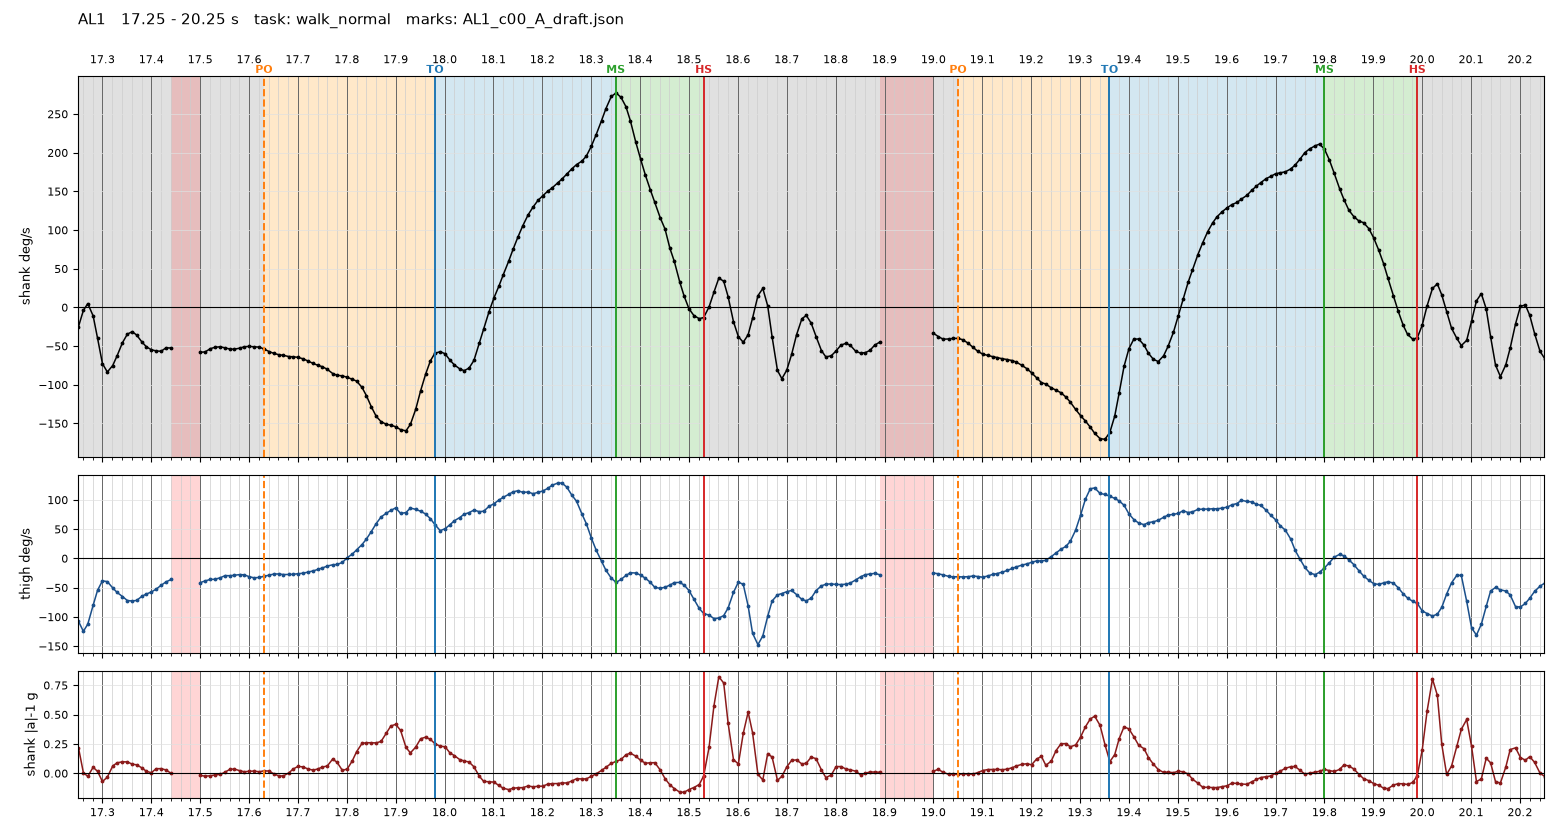 AL1   17.25 - 20.25 s   task: walk_normal   marks: AL1_c00_A_draft.json
17.3 17.4 17.5 17.6 17.7 17.8 17.9 18.0 18.1 18.2 18.3 18.4 18.5 18.6 18.7 18.8 18.9 19.0 19.1 19.2 19.3 19.4 19.5 19.6 19.7 19.8 19.9 20.0 20.1 20.2
PO TO MS HS PO TO MS HS
shank deg/s
250
200
150
100
50
0
−50
−100
−150
thigh deg/s
100
50
0
−50
−100
−150
shank |a|-1 g
0.75
0.50
0.25
0.00
17.3 17.4 17.5 17.6 17.7 17.8 17.9 18.0 18.1 18.2 18.3 18.4 18.5 18.6 18.7 18.8 18.9 19.0 19.1 19.2 19.3 19.4 19.5 19.6 19.7 19.8 19.9 20.0 20.1 20.2